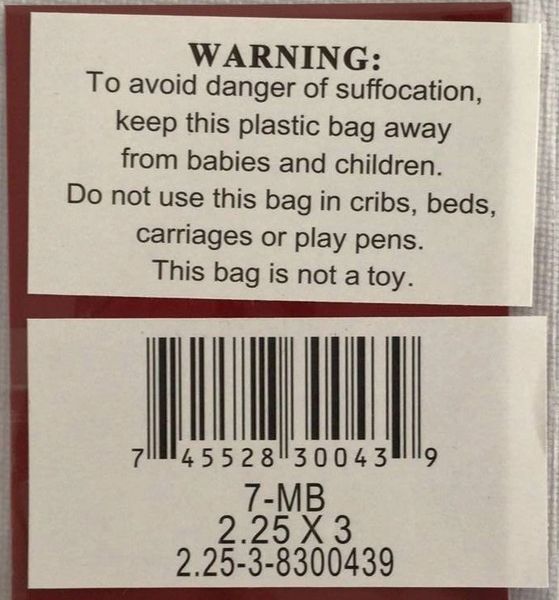 WARNING:
To avoid danger of suffocation,
keep this plastic bag away
from babies and children.
Do not use this bag in cribs, beds,
carriages or play pens.
This bag is not a toy.
7 45528 30043 9
7-MB
2.25 X 3
2.25-3-8300439